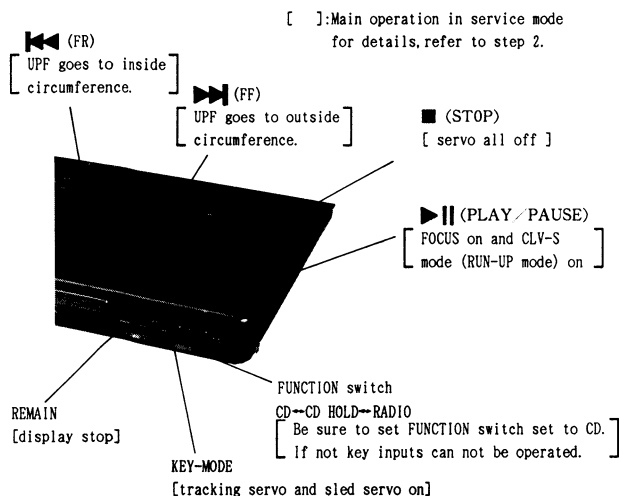 [ ]:Main operation in service mode
for details, refer to step 2.
⏮ (FR)
[ UPF goes to inside
circumference. ]
⏭ (FF)
[ UPF goes to outside
circumference. ]
■ (STOP)
[ servo all off ]
▶|| (PLAY/PAUSE)
[ FOCUS on and CLV-S
mode (RUN-UP mode) on ]
FUNCTION switch
CD↔CD HOLD↔RADIO
[ Be sure to set FUNCTION switch set to CD.
If not key inputs can not be operated. ]
REMAIN
[display stop]
KEY-MODE
[tracking servo and sled servo on]